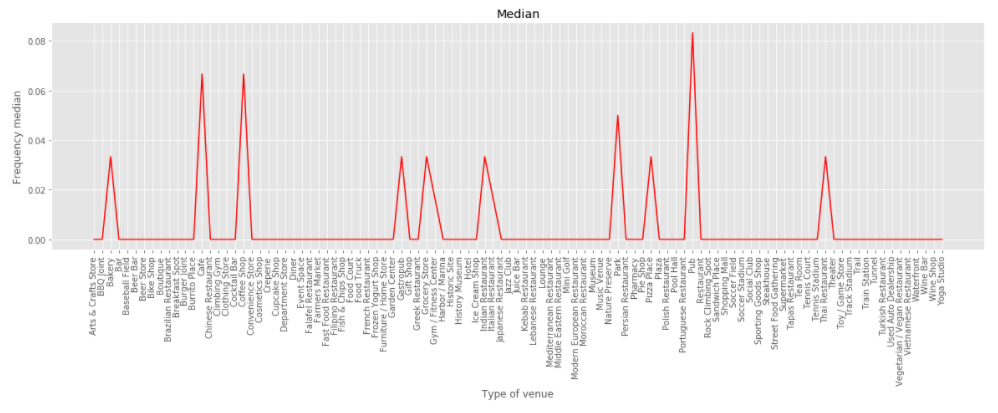 Median
Frequency median
0.08
0.06
0.04
0.02
0.00
Arts & Crafts Store
BBQ Joint
Bakery
Bar
Baseball Field
Beer Bar
Beer Store
Bike Shop
Boutique
Brazilian Restaurant
Breakfast Spot
Burger Joint
Burrito Place
Café
Chinese Restaurant
Climbing Gym
Clothing Store
Cocktail Bar
Coffee Shop
Convenience Store
Cosmetics Shop
Creperie
Cupcake Shop
Department Store
Diner
Event Space
Falafel Restaurant
Farmers Market
Fast Food Restaurant
Filipino Restaurant
Fish & Chips Shop
Food Court
Food Truck
French Restaurant
Frozen Yogurt Shop
Furniture / Home Store
Garden Center
Gastropub
Gift Shop
Greek Restaurant
Grocery Store
Gym / Fitness Center
Harbor / Marina
Historic Site
History Museum
Hotel
Ice Cream Shop
Indian Restaurant
Italian Restaurant
Japanese Restaurant
Jazz Club
Juice Bar
Kebab Restaurant
Lebanese Restaurant
Lounge
Mediterranean Restaurant
Middle Eastern Restaurant
Mini Golf
Modern European Restaurant
Moroccan Restaurant
Museum
Music Venue
Nature Preserve
Park
Persian Restaurant
Pharmacy
Pie Shop
Pizza Place
Plaza
Polish Restaurant
Pool Hall
Portuguese Restaurant
Pub
Restaurant
Rock Climbing Spot
Sandwich Place
Shopping Mall
Soccer Field
Soccer Stadium
Social Club
Sporting Goods Shop
Steakhouse
Street Food Gathering
Supermarket
Tapas Restaurant
Tea Room
Tennis Court
Tennis Stadium
Thai Restaurant
Theater
Toy / Game Store
Track Stadium
Trail
Train Station
Tunnel
Turkish Restaurant
Used Auto Dealership
Vegetarian / Vegan Restaurant
Vietnamese Restaurant
Waterfront
Wine Bar
Wine Shop
Yoga Studio
Type of venue